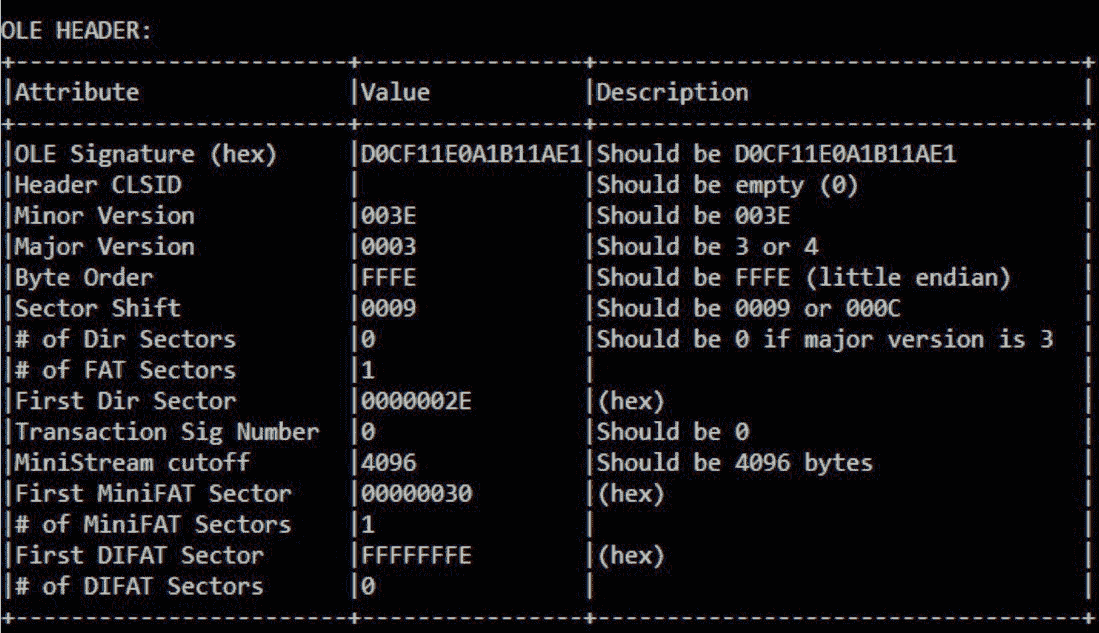 OLE HEADER:
+------------------------+----------------+-----------------------------------+
|Attribute               |Value           |Description                        |
+------------------------+----------------+-----------------------------------+
|OLE Signature (hex)     |D0CF11E0A1B11AE1|Should be D0CF11E0A1B11AE1         |
|Header CLSID            |                |Should be empty (0)                |
|Minor Version           |003E            |Should be 003E                     |
|Major Version           |0003            |Should be 3 or 4                   |
|Byte Order              |FFFE            |Should be FFFE (little endian)     |
|Sector Shift            |0009            |Should be 0009 or 000C             |
|# of Dir Sectors        |0               |Should be 0 if major version is 3  |
|# of FAT Sectors        |1               |                                   |
|First Dir Sector        |0000002E        |(hex)                              |
|Transaction Sig Number  |0               |Should be 0                        |
|MiniStream cutoff       |4096            |Should be 4096 bytes               |
|First MiniFAT Sector    |00000030        |(hex)                              |
|# of MiniFAT Sectors    |1               |                                   |
|First DIFAT Sector      |FFFFFFFE        |(hex)                              |
|# of DIFAT Sectors      |0               |                                   |
+------------------------+----------------+-----------------------------------+